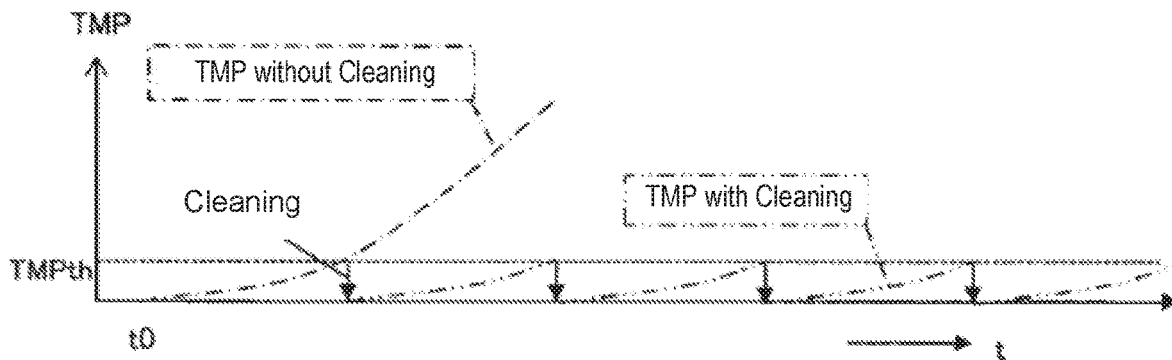 TMP
TMP without Cleaning
Cleaning
TMP with Cleaning
TMPth
t0
t